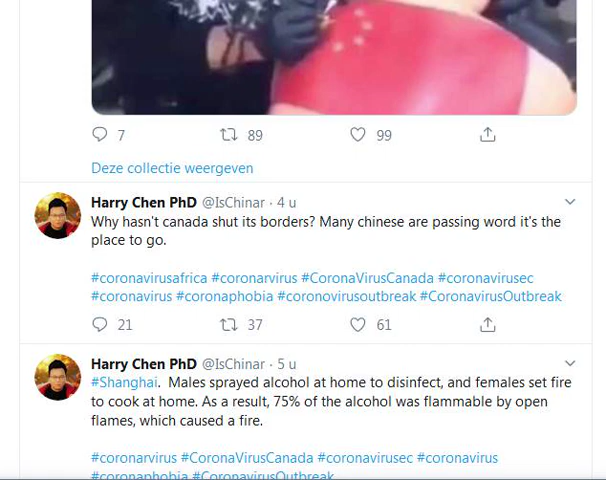 7 89 99
Deze collectie weergeven
Harry Chen PhD @IsChinar · 4 u
Why hasn't canada shut its borders? Many chinese are passing word it's the
place to go.
#coronavirusafrica #coronarvirus #CoronaVirusCanada #coronavirusec
#coronavirus #coronaphobia #coronovirusoutbreak #CoronavirusOutbreak
21 37 61
Harry Chen PhD @IsChinar · 5 u
#Shanghai. Males sprayed alcohol at home to disinfect, and females set fire
to cook at home. As a result, 75% of the alcohol was flammable by open
flames, which caused a fire.
#coronarvirus #CoronaVirusCanada #coronavirusec #coronavirus
#coronaphobia #CoronavirusOutbreak